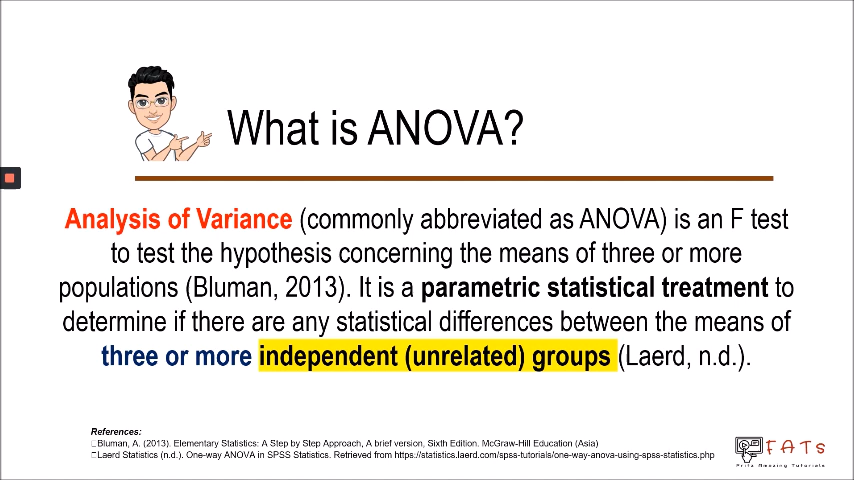 What is ANOVA?
Analysis of Variance (commonly abbreviated as ANOVA) is an F test
to test the hypothesis concerning the means of three or more
populations (Bluman, 2013). It is a parametric statistical treatment to
determine if there are any statistical differences between the means of
three or more independent (unrelated) groups (Laerd, n.d.).
References:
Bluman, A. (2013). Elementary Statistics: A Step by Step Approach, A brief version, Sixth Edition. McGraw-Hill Education (Asia)
Laerd Statistics (n.d.). One-way ANOVA in SPSS Statistics. Retrieved from https://statistics.laerd.com/spss-tutorials/one-way-anova-using-spss-statistics.php
FATs
Fritz Amazing Tutorials